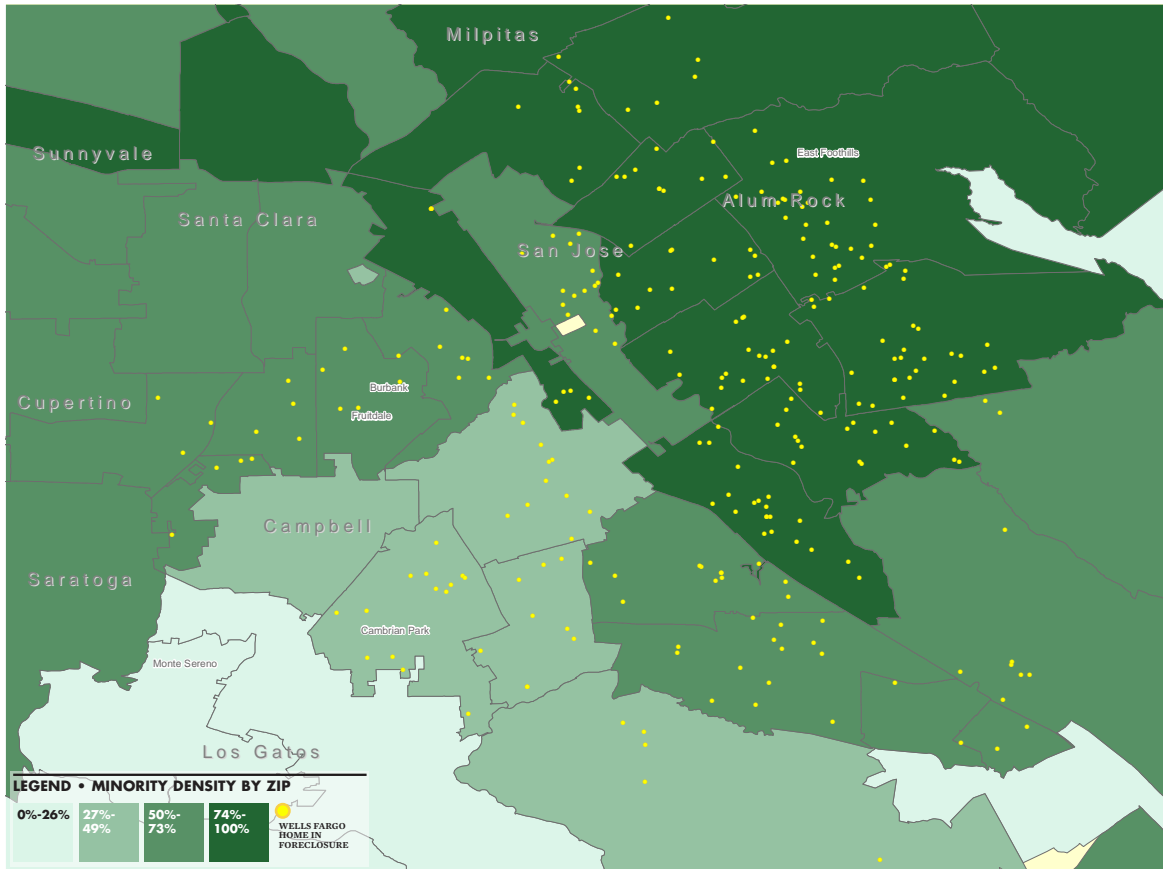 Milpitas
Sunnyvale
East Foothills
Alum Rock
Santa Clara
San Jose
Burbank
Cupertino
Fruitdale
Campbell
Saratoga
Cambrian Park
Monte Sereno
Los Gatos
LEGEND • MINORITY DENSITY BY ZIP
0%-26%
27%-
49%
50%-
73%
74%-
100%
WELLS FARGO
HOME IN
FORECLOSURE